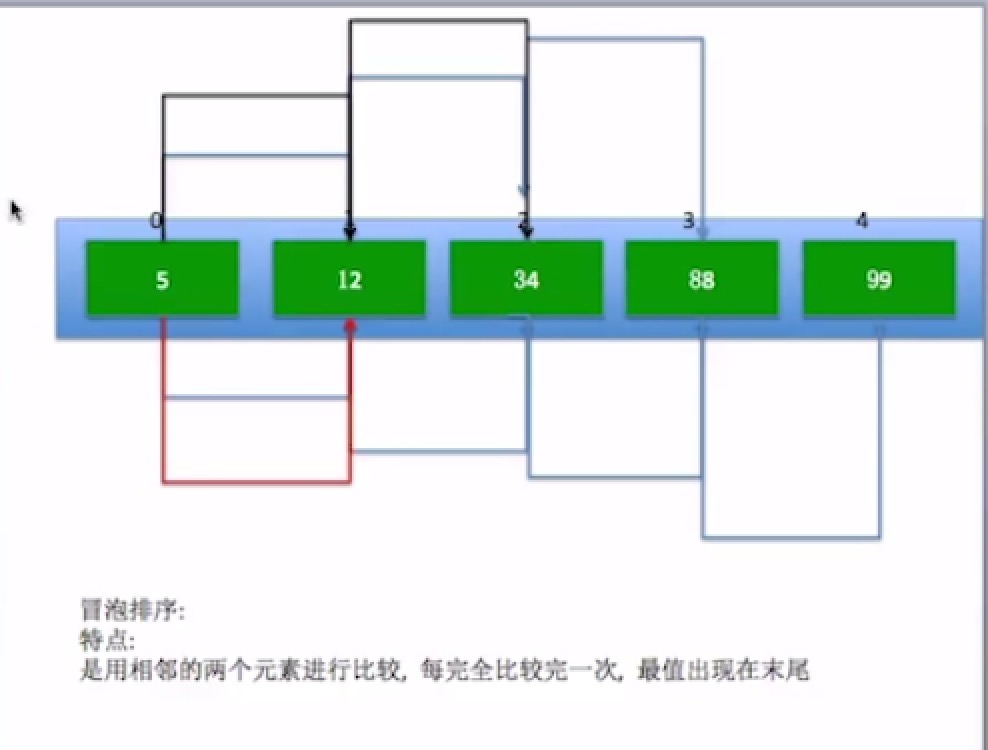 0 1 2 3 4
5 12 34 88 99
冒泡排序:
特点:
是用相邻的两个元素进行比较, 每完全比较完一次, 最值出现在末尾